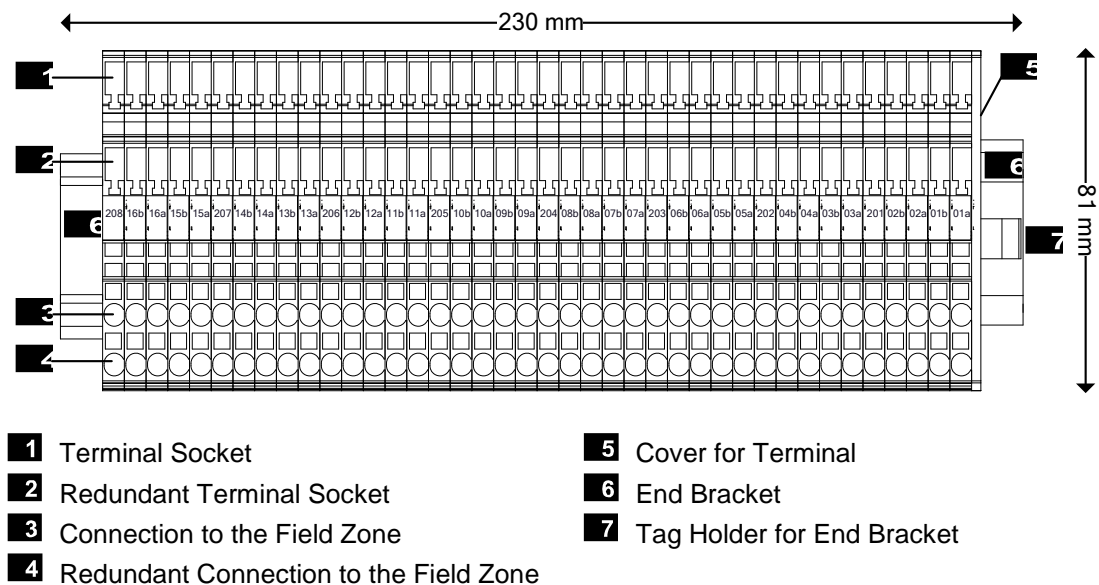 230 mm
1
5
2
6
208 16b 16a 15b 15a 207 14b 14a 13b 13a 206 12b 12a 11b 11a 205 10b 10a 09b 09a 204 08b 08a 07b 07a 203 06b 06a 05b 05a 202 04b 04a 03b 03a 201 02b 02a 01b 01a
81 mm
6
7
3
4
1 Terminal Socket
2 Redundant Terminal Socket
3 Connection to the Field Zone
4 Redundant Connection to the Field Zone
5 Cover for Terminal
6 End Bracket
7 Tag Holder for End Bracket